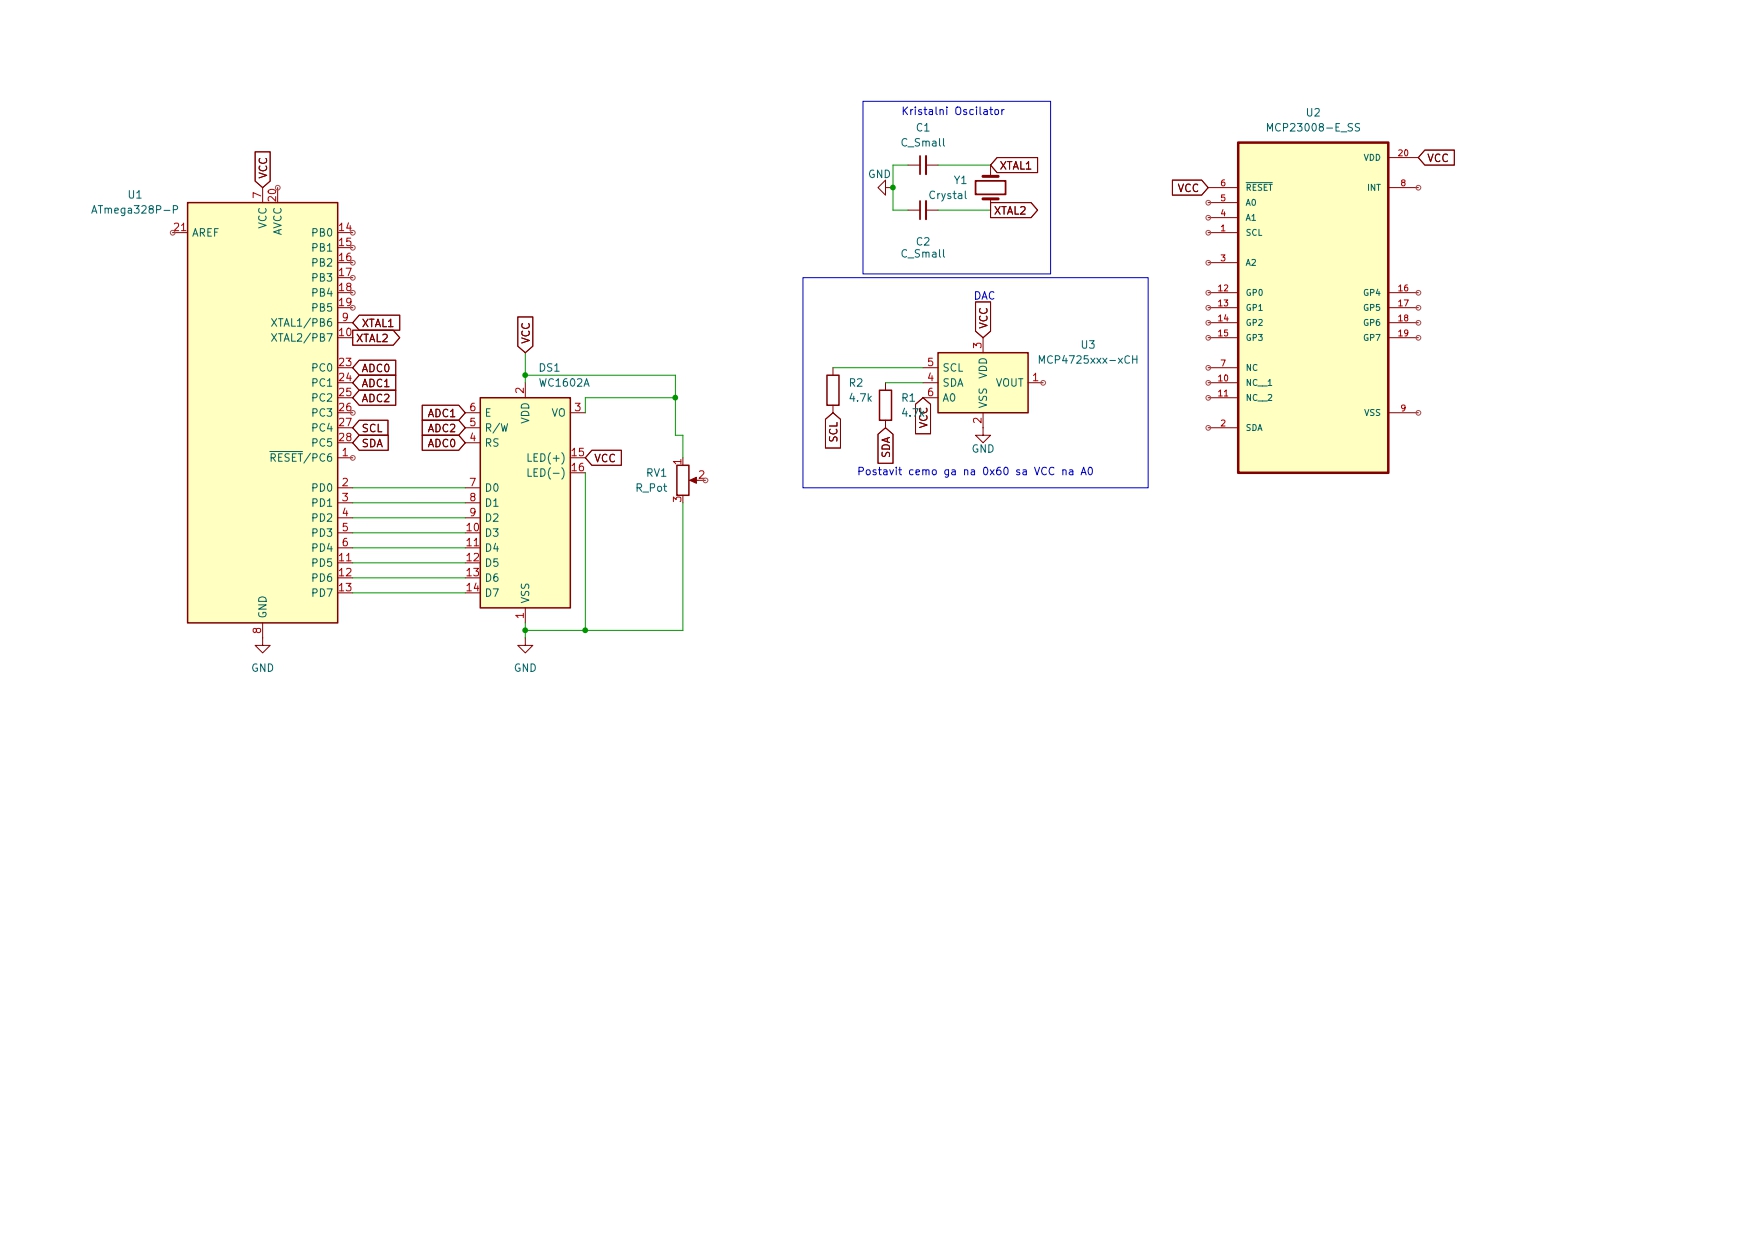 U1
ATmega328P-P
VCC
7
20
VCC
AVCC
21
AREF
PB0
14
PB1
15
PB2
16
PB3
17
PB4
18
PB5
19
XTAL1/PB6
9
XTAL1
XTAL2/PB7
10
XTAL2
PC0
23
ADC0
PC1
24
ADC1
PC2
25
ADC2
PC3
26
PC4
27
SCL
PC5
28
SDA
RESET/PC6
1
PD0
2
PD1
3
PD2
4
PD3
5
PD4
6
PD5
11
PD6
12
PD7
13
GND
8
GND
VCC
DS1
WC1602A
2
VDD
ADC1
6
E
ADC2
5
R/W
ADC0
4
RS
VO
3
LED(+)
15
VCC
LED(-)
16
7
D0
8
D1
9
D2
10
D3
11
D4
12
D5
13
D6
14
D7
VSS
1
GND
RV1
R_Pot
1
2
3
Kristalni Oscilator
C1
C_Small
XTAL1
GND
Y1
Crystal
XTAL2
C2
C_Small
DAC
VCC
3
U3
MCP4725xxx-xCH
5
SCL
4
SDA
6
A0
VDD
VSS
VOUT
1
R2
4.7k
R1
4.7k
VCC
SCL
SDA
2
GND
Postavit cemo ga na 0x60 sa VCC na A0
U2
MCP23008-E_SS
VDD
20
VCC
VCC
6
RESET
INT
8
5
A0
4
A1
1
SCL
3
A2
12
GP0
GP4
16
13
GP1
GP5
17
14
GP2
GP6
18
15
GP3
GP7
19
7
NC
10
NC__1
11
NC__2
VSS
9
2
SDA